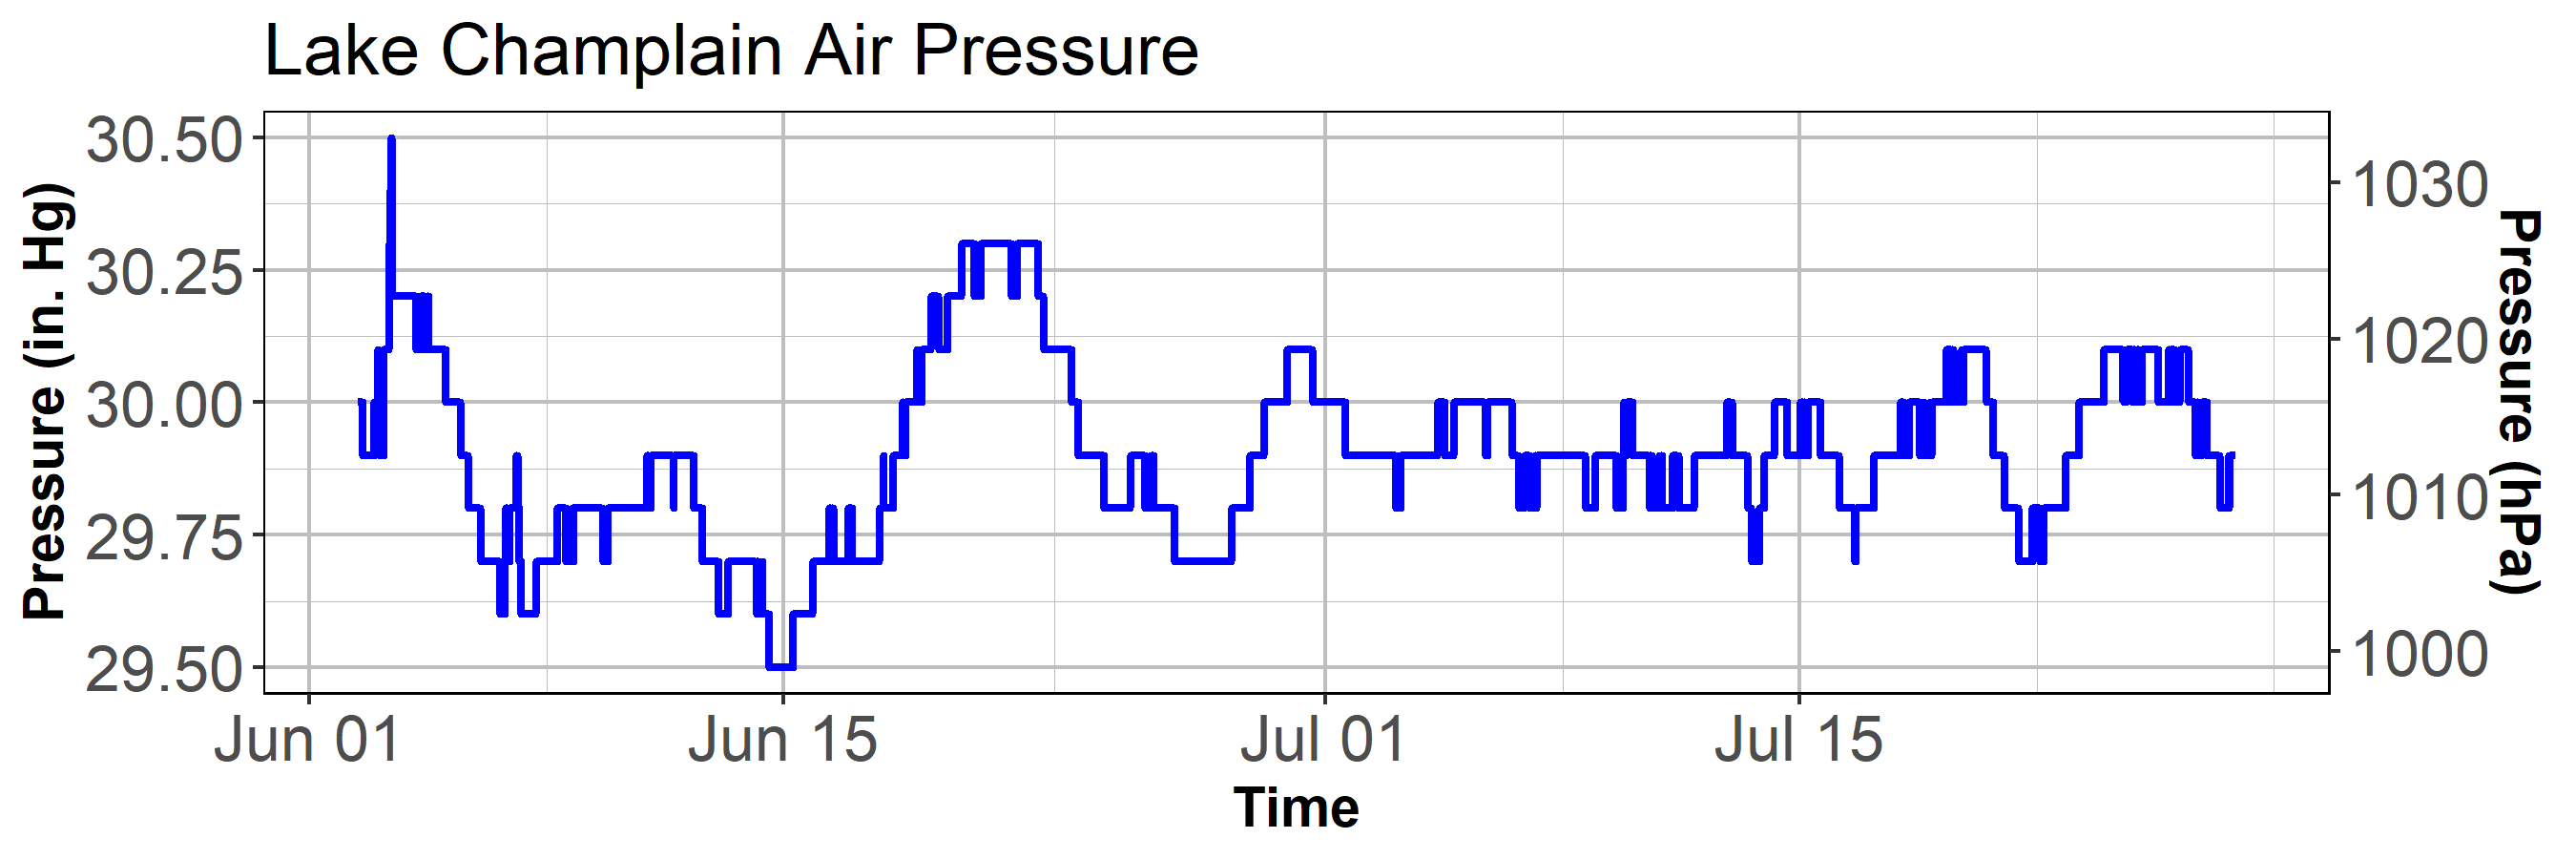 Lake Champlain Air Pressure
Pressure (in. Hg)
30.50
30.25
30.00
29.75
29.50
1030
1020
1010
1000
Pressure (hPa)
Jun 01 Jun 15 Jul 01 Jul 15
Time